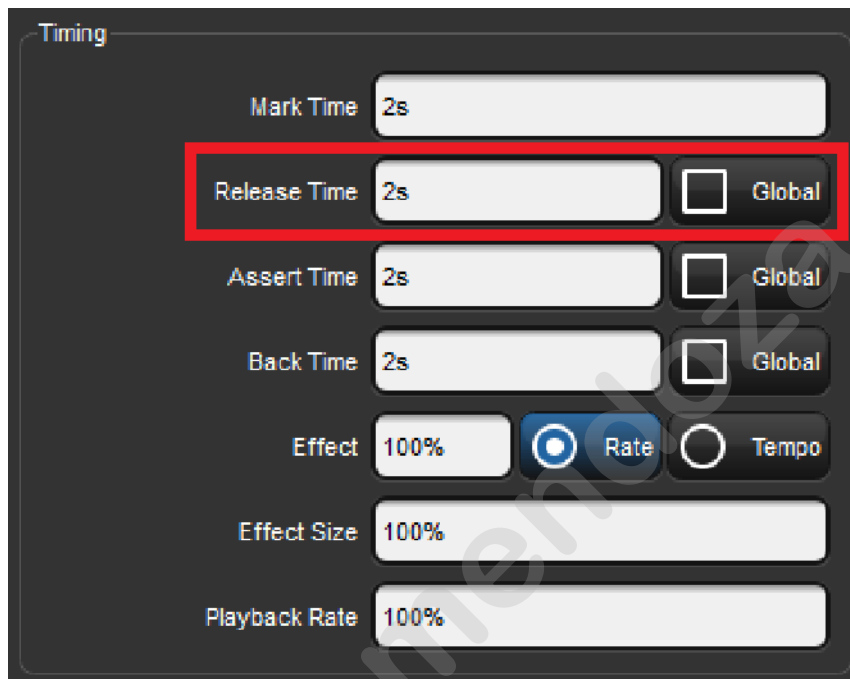 Timing
Mark Time 2s
Release Time 2s Global
Assert Time 2s Global
Back Time 2s Global
Effect 100% Rate Tempo
Effect Size 100%
Playback Rate 100%
mendoza